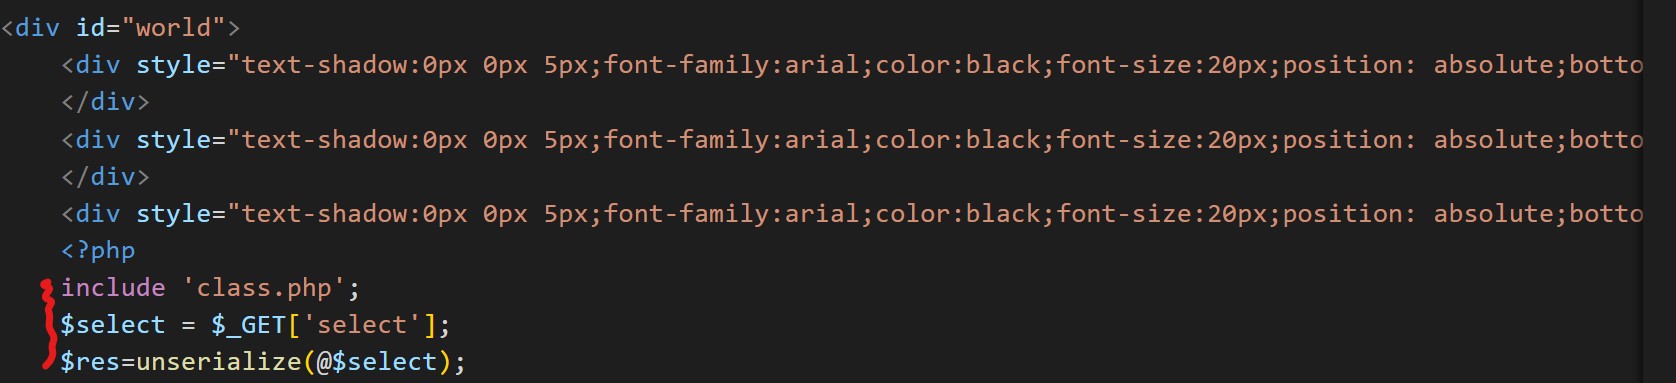 <div id="world">
<div style="text-shadow:0px 0px 5px;font-family:arial;color:black;font-size:20px;position: absolute;botto
</div>
<div style="text-shadow:0px 0px 5px;font-family:arial;color:black;font-size:20px;position: absolute;botto
</div>
<div style="text-shadow:0px 0px 5px;font-family:arial;color:black;font-size:20px;position: absolute;botto
<?php
include 'class.php';
$select = $_GET['select'];
$res=unserialize(@$select);